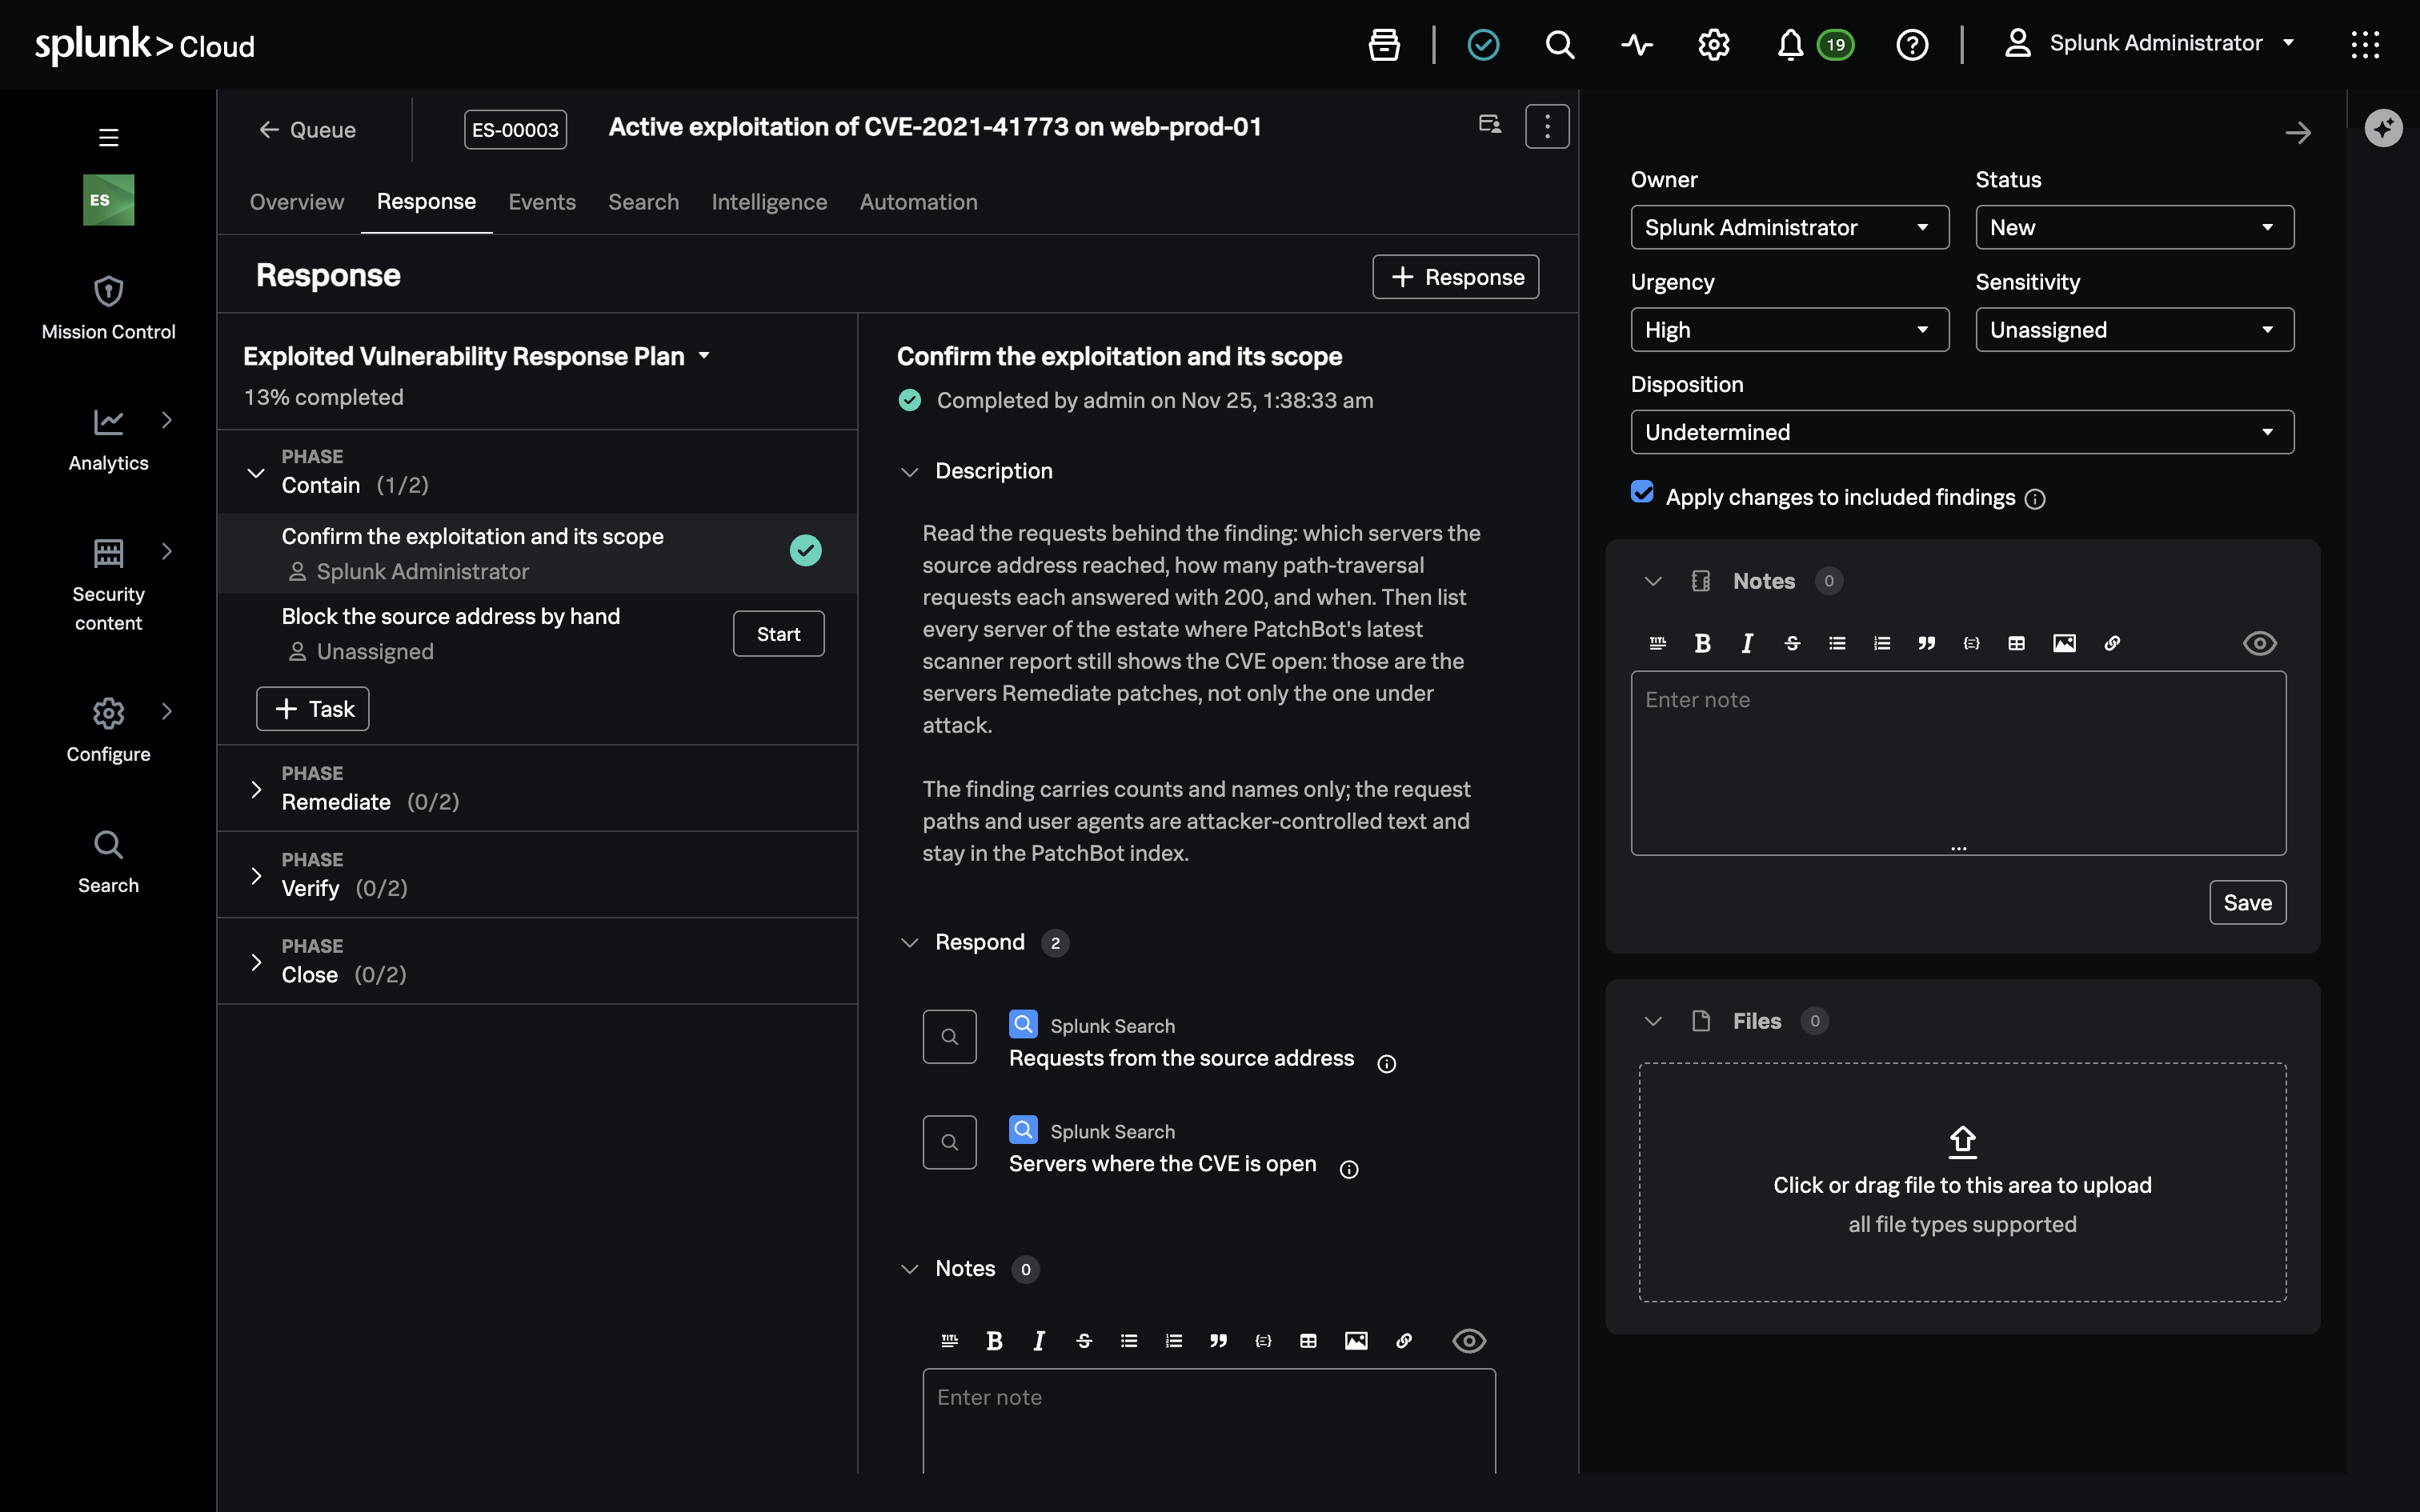 splunk>Cloud
19
Splunk Administrator
ES
Mission Control
Analytics
Security
content
Configure
Search
Queue
ES-00003
Active exploitation of CVE-2021-41773 on web-prod-01
Overview
Response
Events
Search
Intelligence
Automation
Response
Response
Exploited Vulnerability Response Plan
13% completed
PHASE
Contain (1/2)
Confirm the exploitation and its scope
Splunk Administrator
Block the source address by hand
Unassigned
Start
Task
PHASE
Remediate (0/2)
PHASE
Verify (0/2)
PHASE
Close (0/2)
Confirm the exploitation and its scope
Completed by admin on Nov 25, 1:38:33 am
Description
Read the requests behind the finding: which servers the
source address reached, how many path-traversal
requests each answered with 200, and when. Then list
every server of the estate where PatchBot's latest
scanner report still shows the CVE open: those are the
servers Remediate patches, not only the one under
attack.
The finding carries counts and names only; the request
paths and user agents are attacker-controlled text and
stay in the PatchBot index.
Respond 2
Splunk Search
Requests from the source address
Splunk Search
Servers where the CVE is open
Notes 0
Enter note
Owner
Splunk Administrator
Status
New
Urgency
High
Sensitivity
Unassigned
Disposition
Undetermined
Apply changes to included findings
Notes 0
Enter note
Save
Files 0
Click or drag file to this area to upload
all file types supported